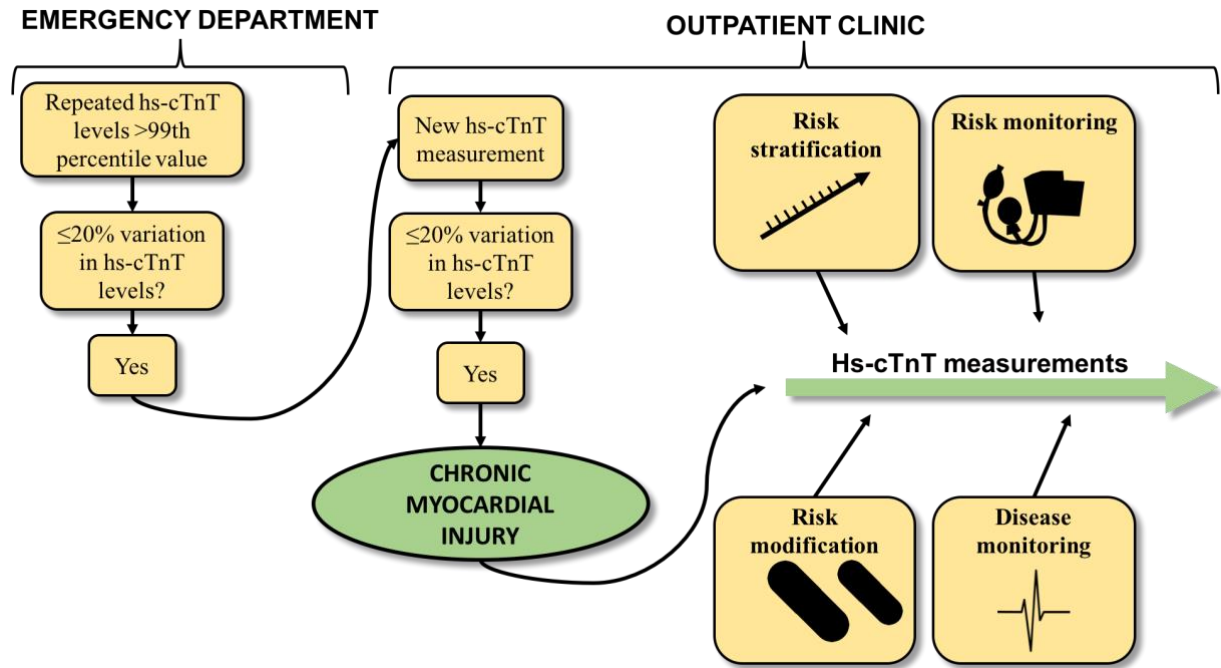 EMERGENCY DEPARTMENT
Repeated hs-cTnT
levels >99th
percentile value
≤20% variation
in hs-cTnT
levels?
Yes
OUTPATIENT CLINIC
New hs-cTnT
measurement
≤20% variation
in hs-cTnT
levels?
Yes
CHRONIC
MYOCARDIAL
INJURY
Risk
stratification
Risk monitoring
Hs-cTnT measurements
Risk
modification
Disease
monitoring